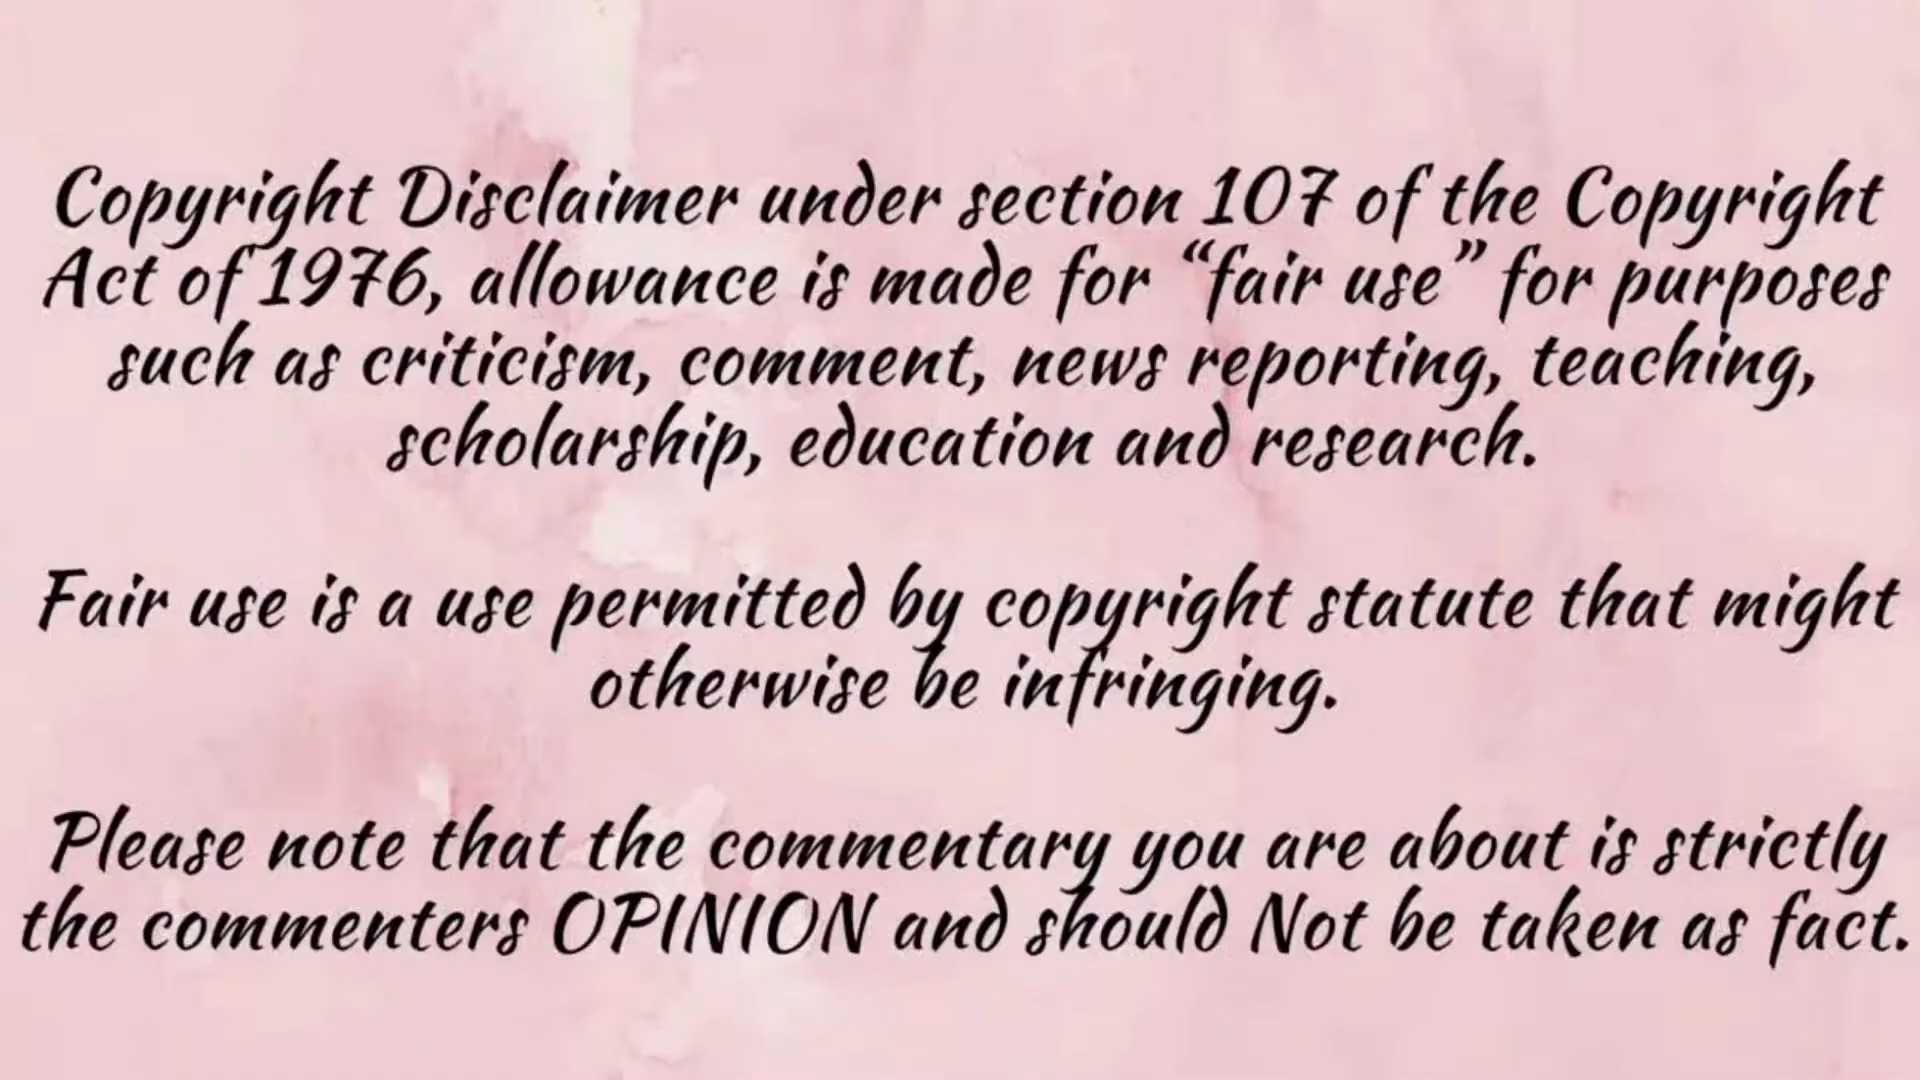 Copyright Disclaimer under section 107 of the Copyright
Act of 1976, allowance is made for “fair use” for purposes
such as criticism, comment, news reporting, teaching,
scholarship, education and research.
Fair use is a use permitted by copyright statute that might
otherwise be infringing.
Please note that the commentary you are about is strictly
the commenters OPINION and should Not be taken as fact.